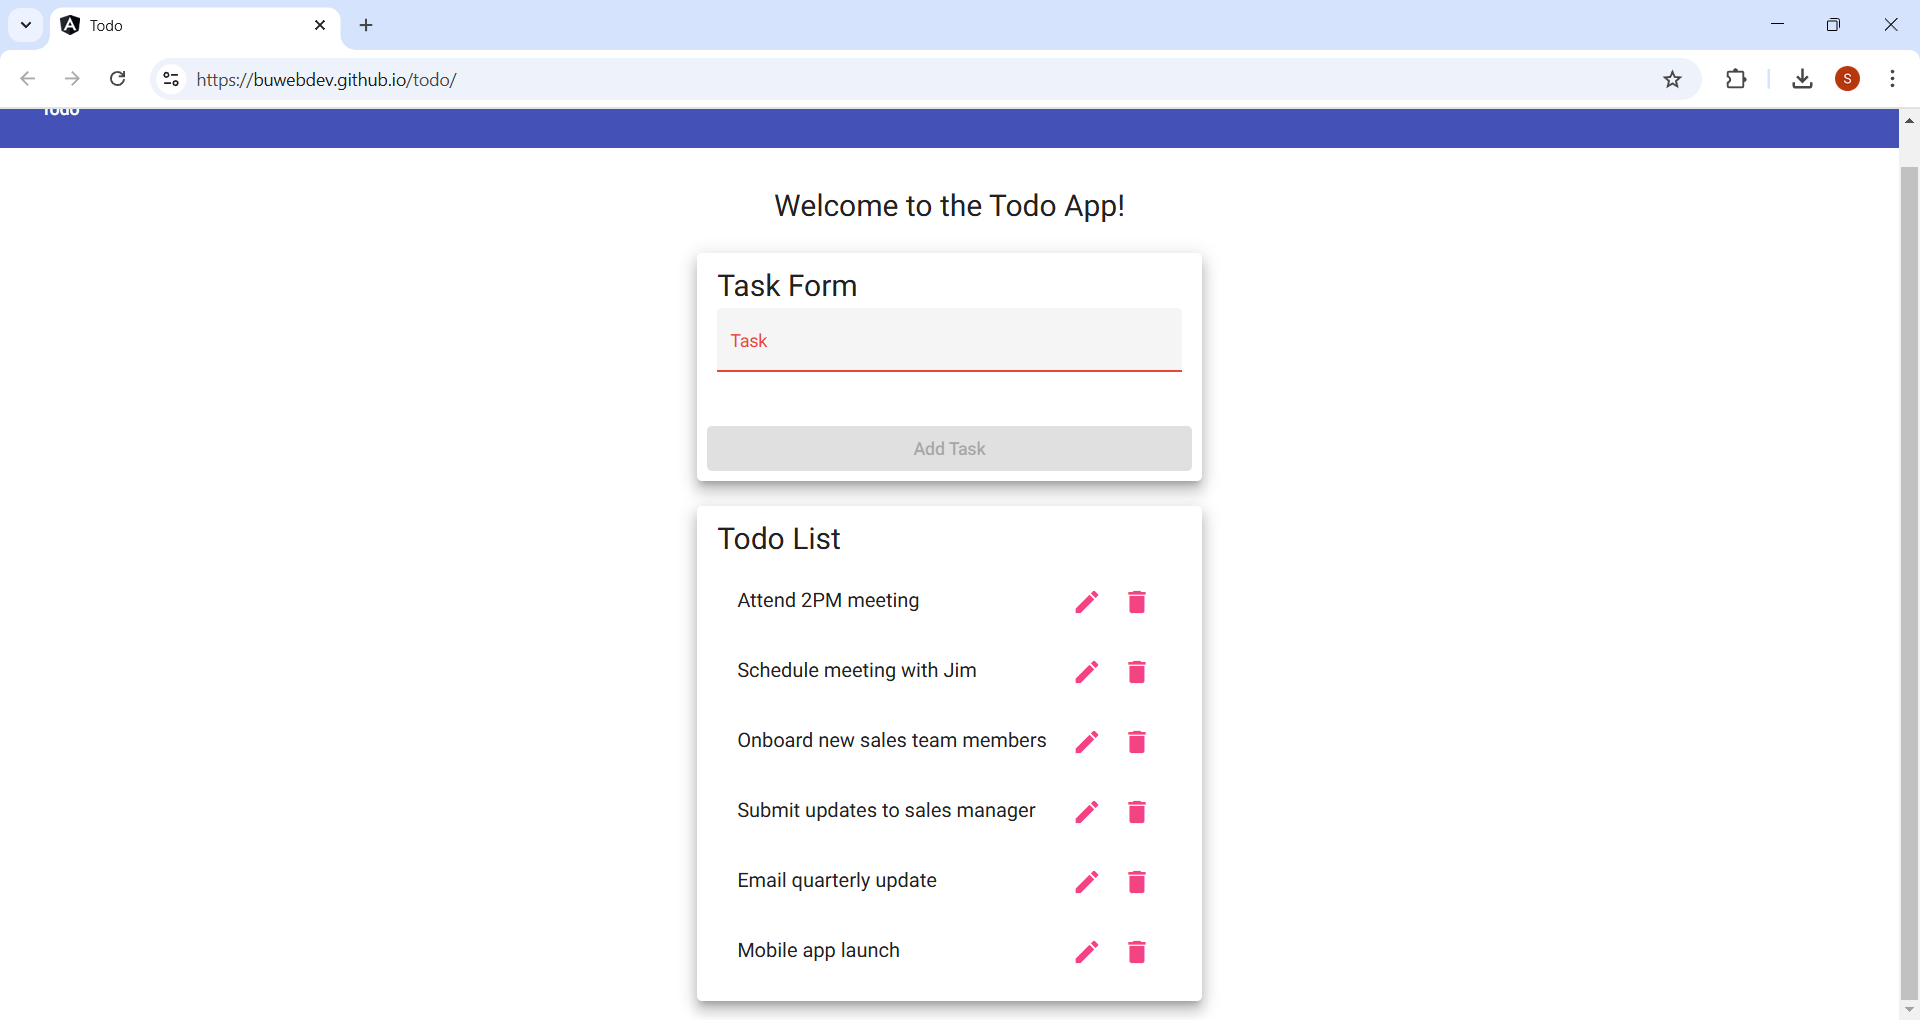 Todo
https://buwebdev.github.io/todo/
S
Todo
Welcome to the Todo App!
Task Form
Task
Add Task
Todo List
Attend 2PM meeting
Schedule meeting with Jim
Onboard new sales team members
Submit updates to sales manager
Email quarterly update
Mobile app launch